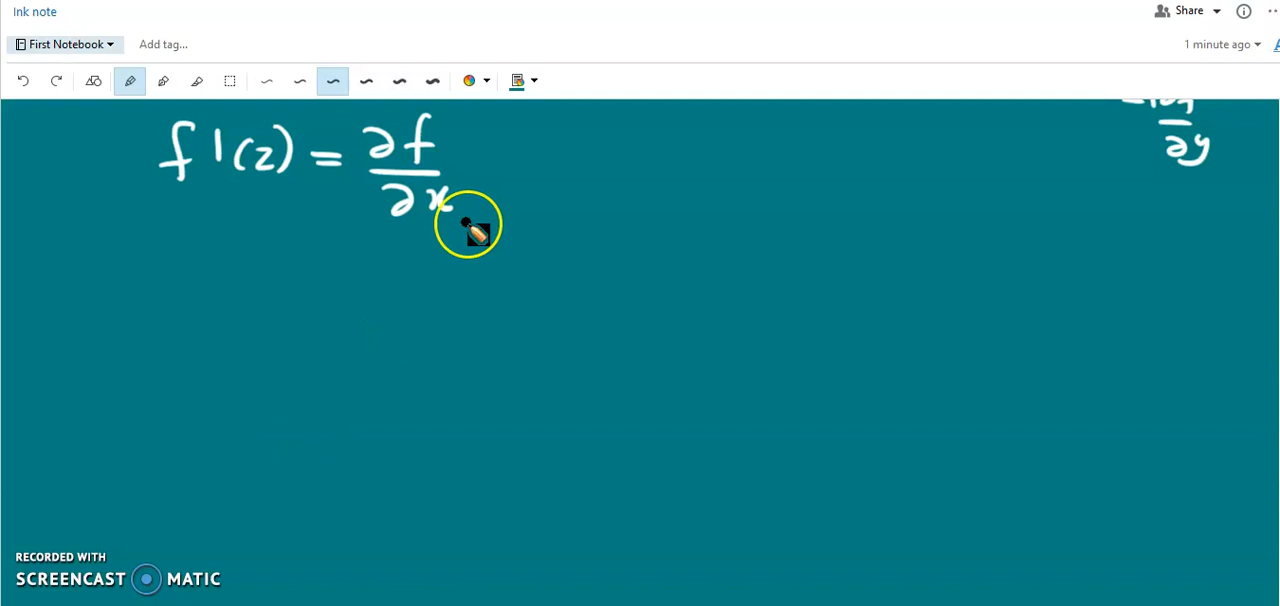 Ink note
Share
First Notebook
Add tag...
1 minute ago
f'(z) = ∂f/∂x
∂y
RECORDED WITH
SCREENCAST MATIC